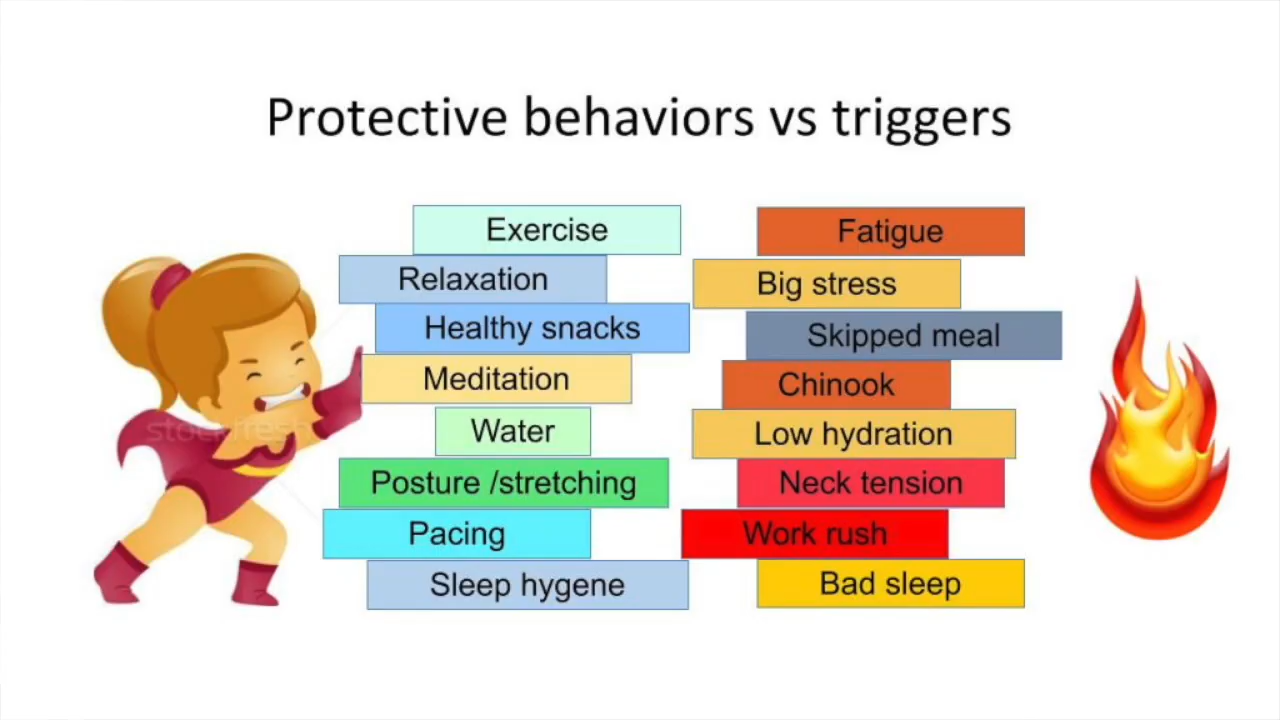 Protective behaviors vs triggers
Exercise
Fatigue
Relaxation
Big stress
Healthy snacks
Skipped meal
Meditation
Chinook
Water
Low hydration
Posture /stretching
Neck tension
Pacing
Work rush
Sleep hygene
Bad sleep